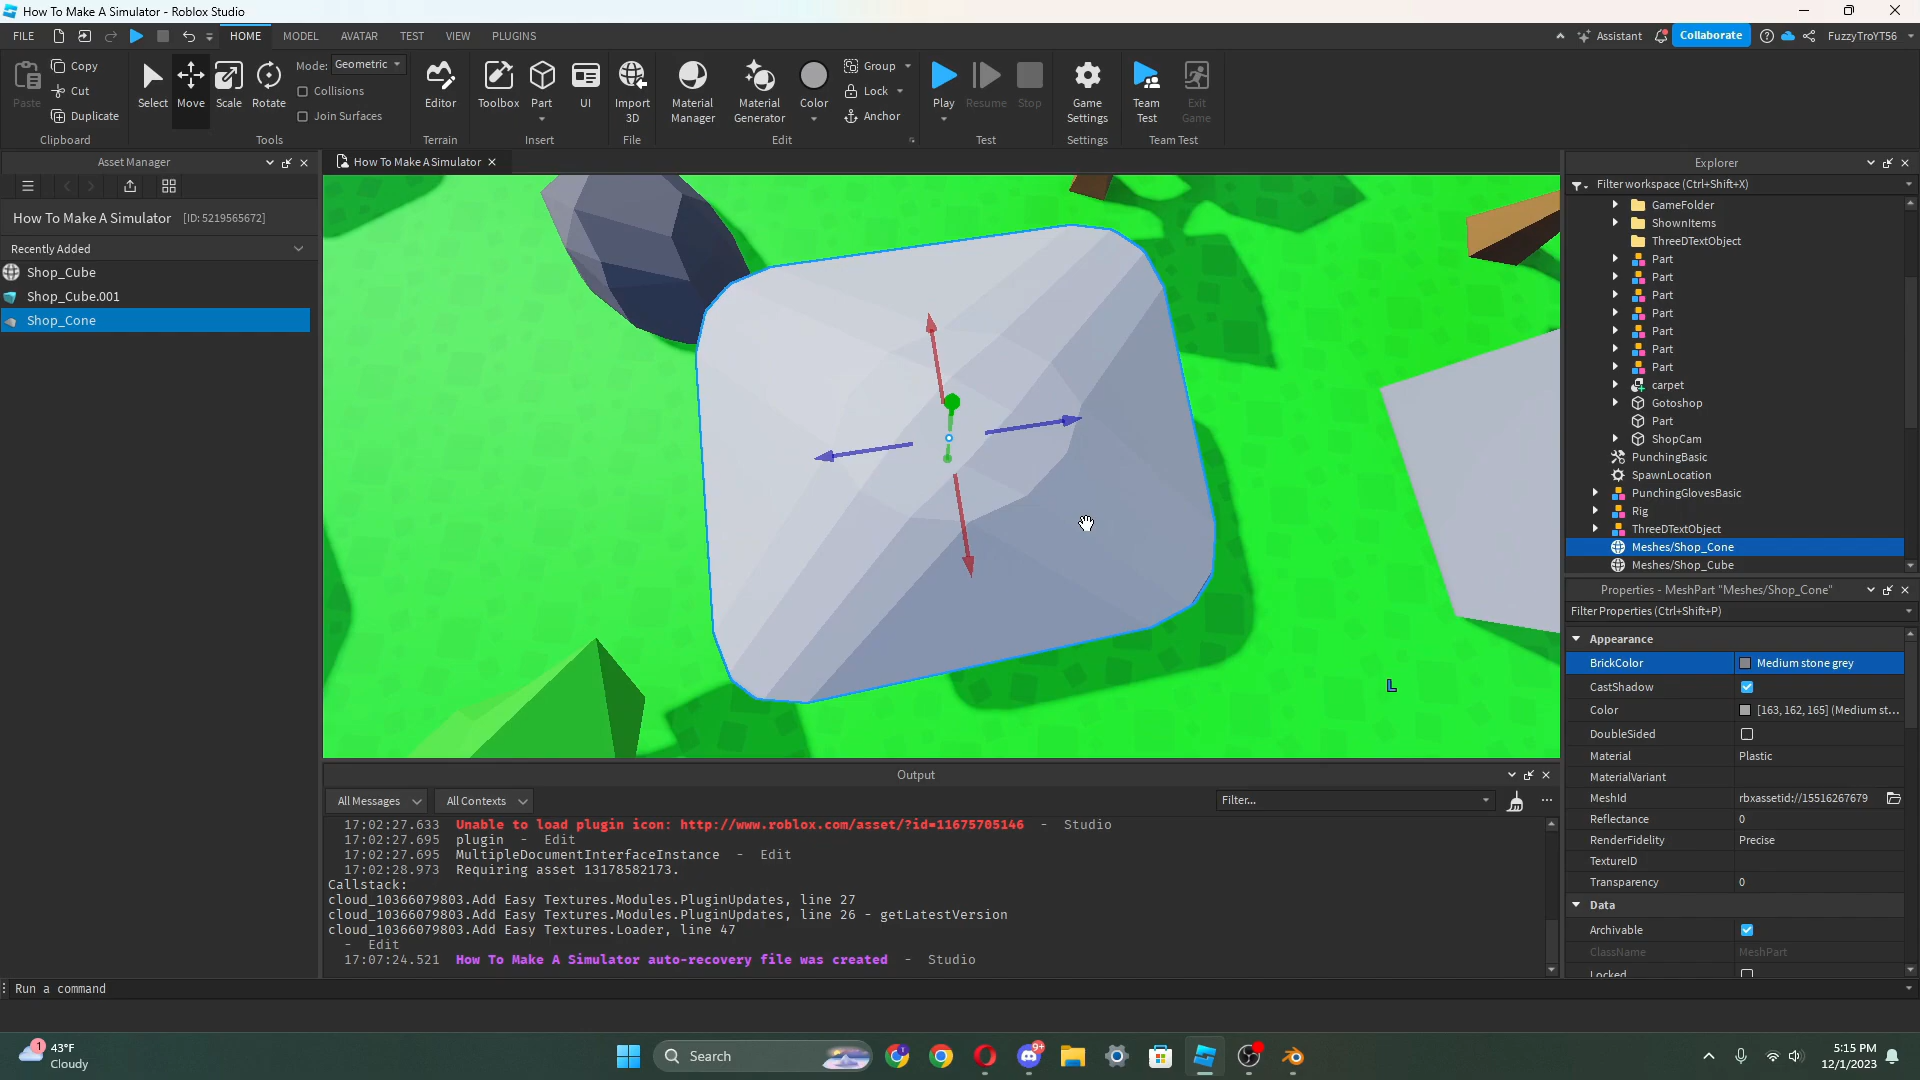 How To Make A Simulator - Roblox Studio
FILE
HOME
MODEL
AVATAR
TEST
VIEW
PLUGINS
Assistant
Collaborate
FuzzyTroYT56
Paste
Copy
Cut
Duplicate
Clipboard
Select
Move
Scale
Rotate
Mode: Geometric
Collisions
Join Surfaces
Tools
Editor
Terrain
Toolbox
Part
UI
Insert
Import
3D
File
Material
Manager
Material
Generator
Color
Group
Lock
Anchor
Edit
Play
Resume
Stop
Test
Game
Settings
Settings
Team
Test
Exit
Game
Team Test
Asset Manager
How To Make A Simulator [ID: 5219565672]
Recently Added
Shop_Cube
Shop_Cube.001
Shop_Cone
How To Make A Simulator
L
Explorer
Filter workspace (Ctrl+Shift+X)
GameFolder
ShownItems
ThreeDTextObject
Part
Part
Part
Part
Part
Part
Part
carpet
Gotoshop
Part
ShopCam
PunchingBasic
SpawnLocation
PunchingGlovesBasic
Rig
ThreeDTextObject
Meshes/Shop_Cone
Meshes/Shop_Cube
Properties - MeshPart "Meshes/Shop_Cone"
Filter Properties (Ctrl+Shift+P)
Appearance
BrickColor Medium stone grey
CastShadow
Color [163, 162, 165] (Medium st...
DoubleSided
Material Plastic
MaterialVariant
MeshId rbxassetid://15516267679
Reflectance 0
RenderFidelity Precise
TextureID
Transparency 0
Data
Archivable
ClassName MeshPart
Locked
Output
All Messages
All Contexts
Filter...
17:02:27.633 Unable to load plugin icon: http://www.roblox.com/asset/?id=11675705146 - Studio
17:02:27.695 plugin - Edit
17:02:27.695 MultipleDocumentInterfaceInstance - Edit
17:02:28.973 Requiring asset 13178582173.
Callstack:
cloud_10366079803.Add Easy Textures.Modules.PluginUpdates, line 27
cloud_10366079803.Add Easy Textures.Modules.PluginUpdates, line 26 - getLatestVersion
cloud_10366079803.Add Easy Textures.Loader, line 47
- Edit
17:07:24.521 How To Make A Simulator auto-recovery file was created - Studio
Run a command
1
43°F
Cloudy
Search
9+
5:15 PM
12/1/2023